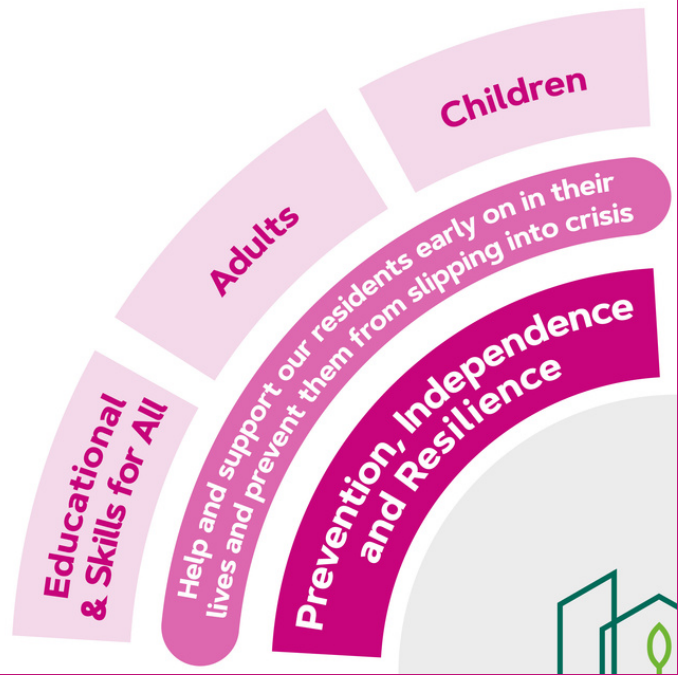 Children
Adults
Educational
& Skills for All
Help and support our residents early on in their
lives and prevent them from slipping into crisis
Prevention, Independence
and Resilience